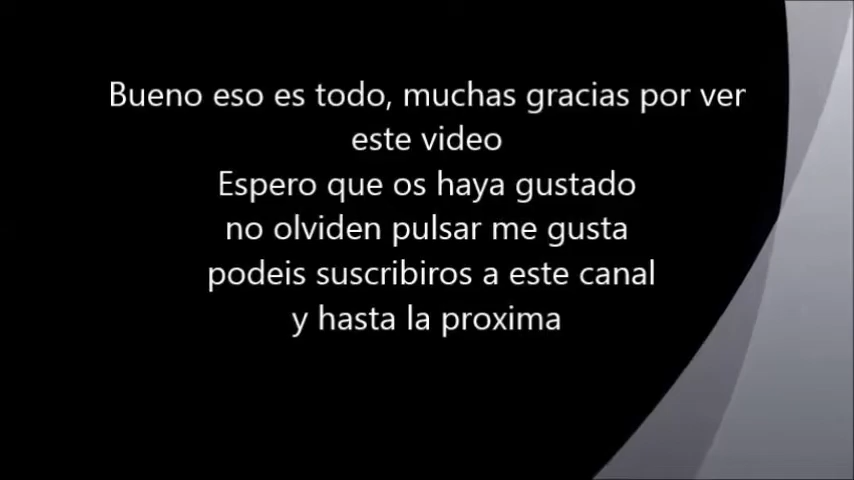 Bueno eso es todo, muchas gracias por ver
este video
Espero que os haya gustado
no olviden pulsar me gusta
podeis suscribiros a este canal
y hasta la proxima